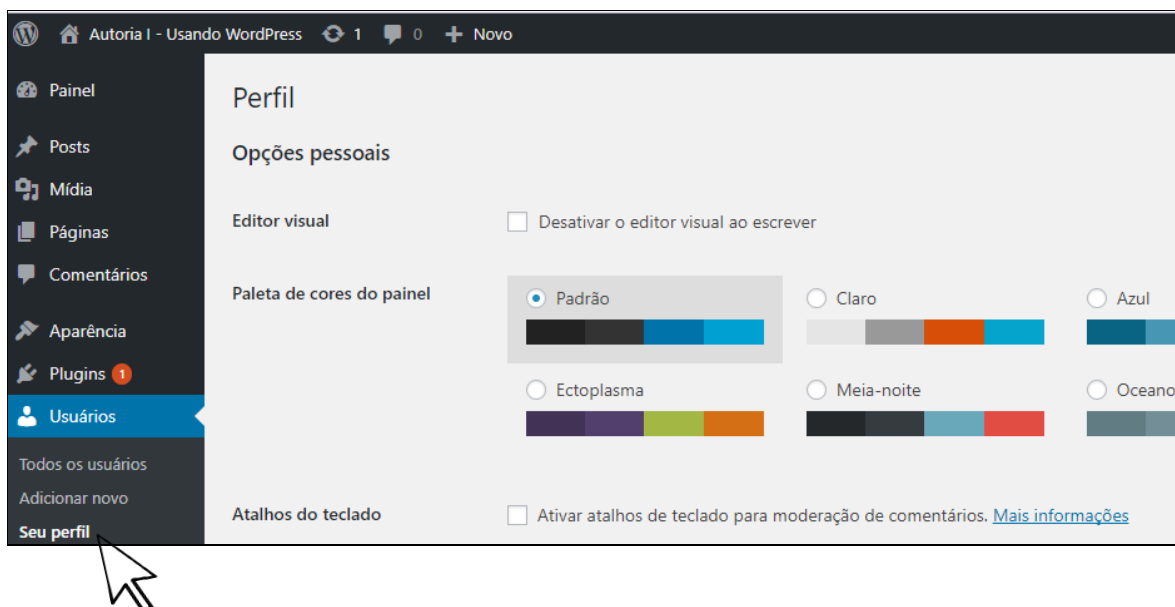 Autoria I - Usando WordPress 1 0 + Novo
Painel
Posts
Mídia
Páginas
Comentários
Aparência
Plugins 1
Usuários
Todos os usuários
Adicionar novo
Seu perfil
Perfil
Opções pessoais
Editor visual Desativar o editor visual ao escrever
Paleta de cores do painel Padrão Claro Azul
Ectoplasma Meia-noite Oceano
Atalhos do teclado Ativar atalhos de teclado para moderação de comentários. Mais informações